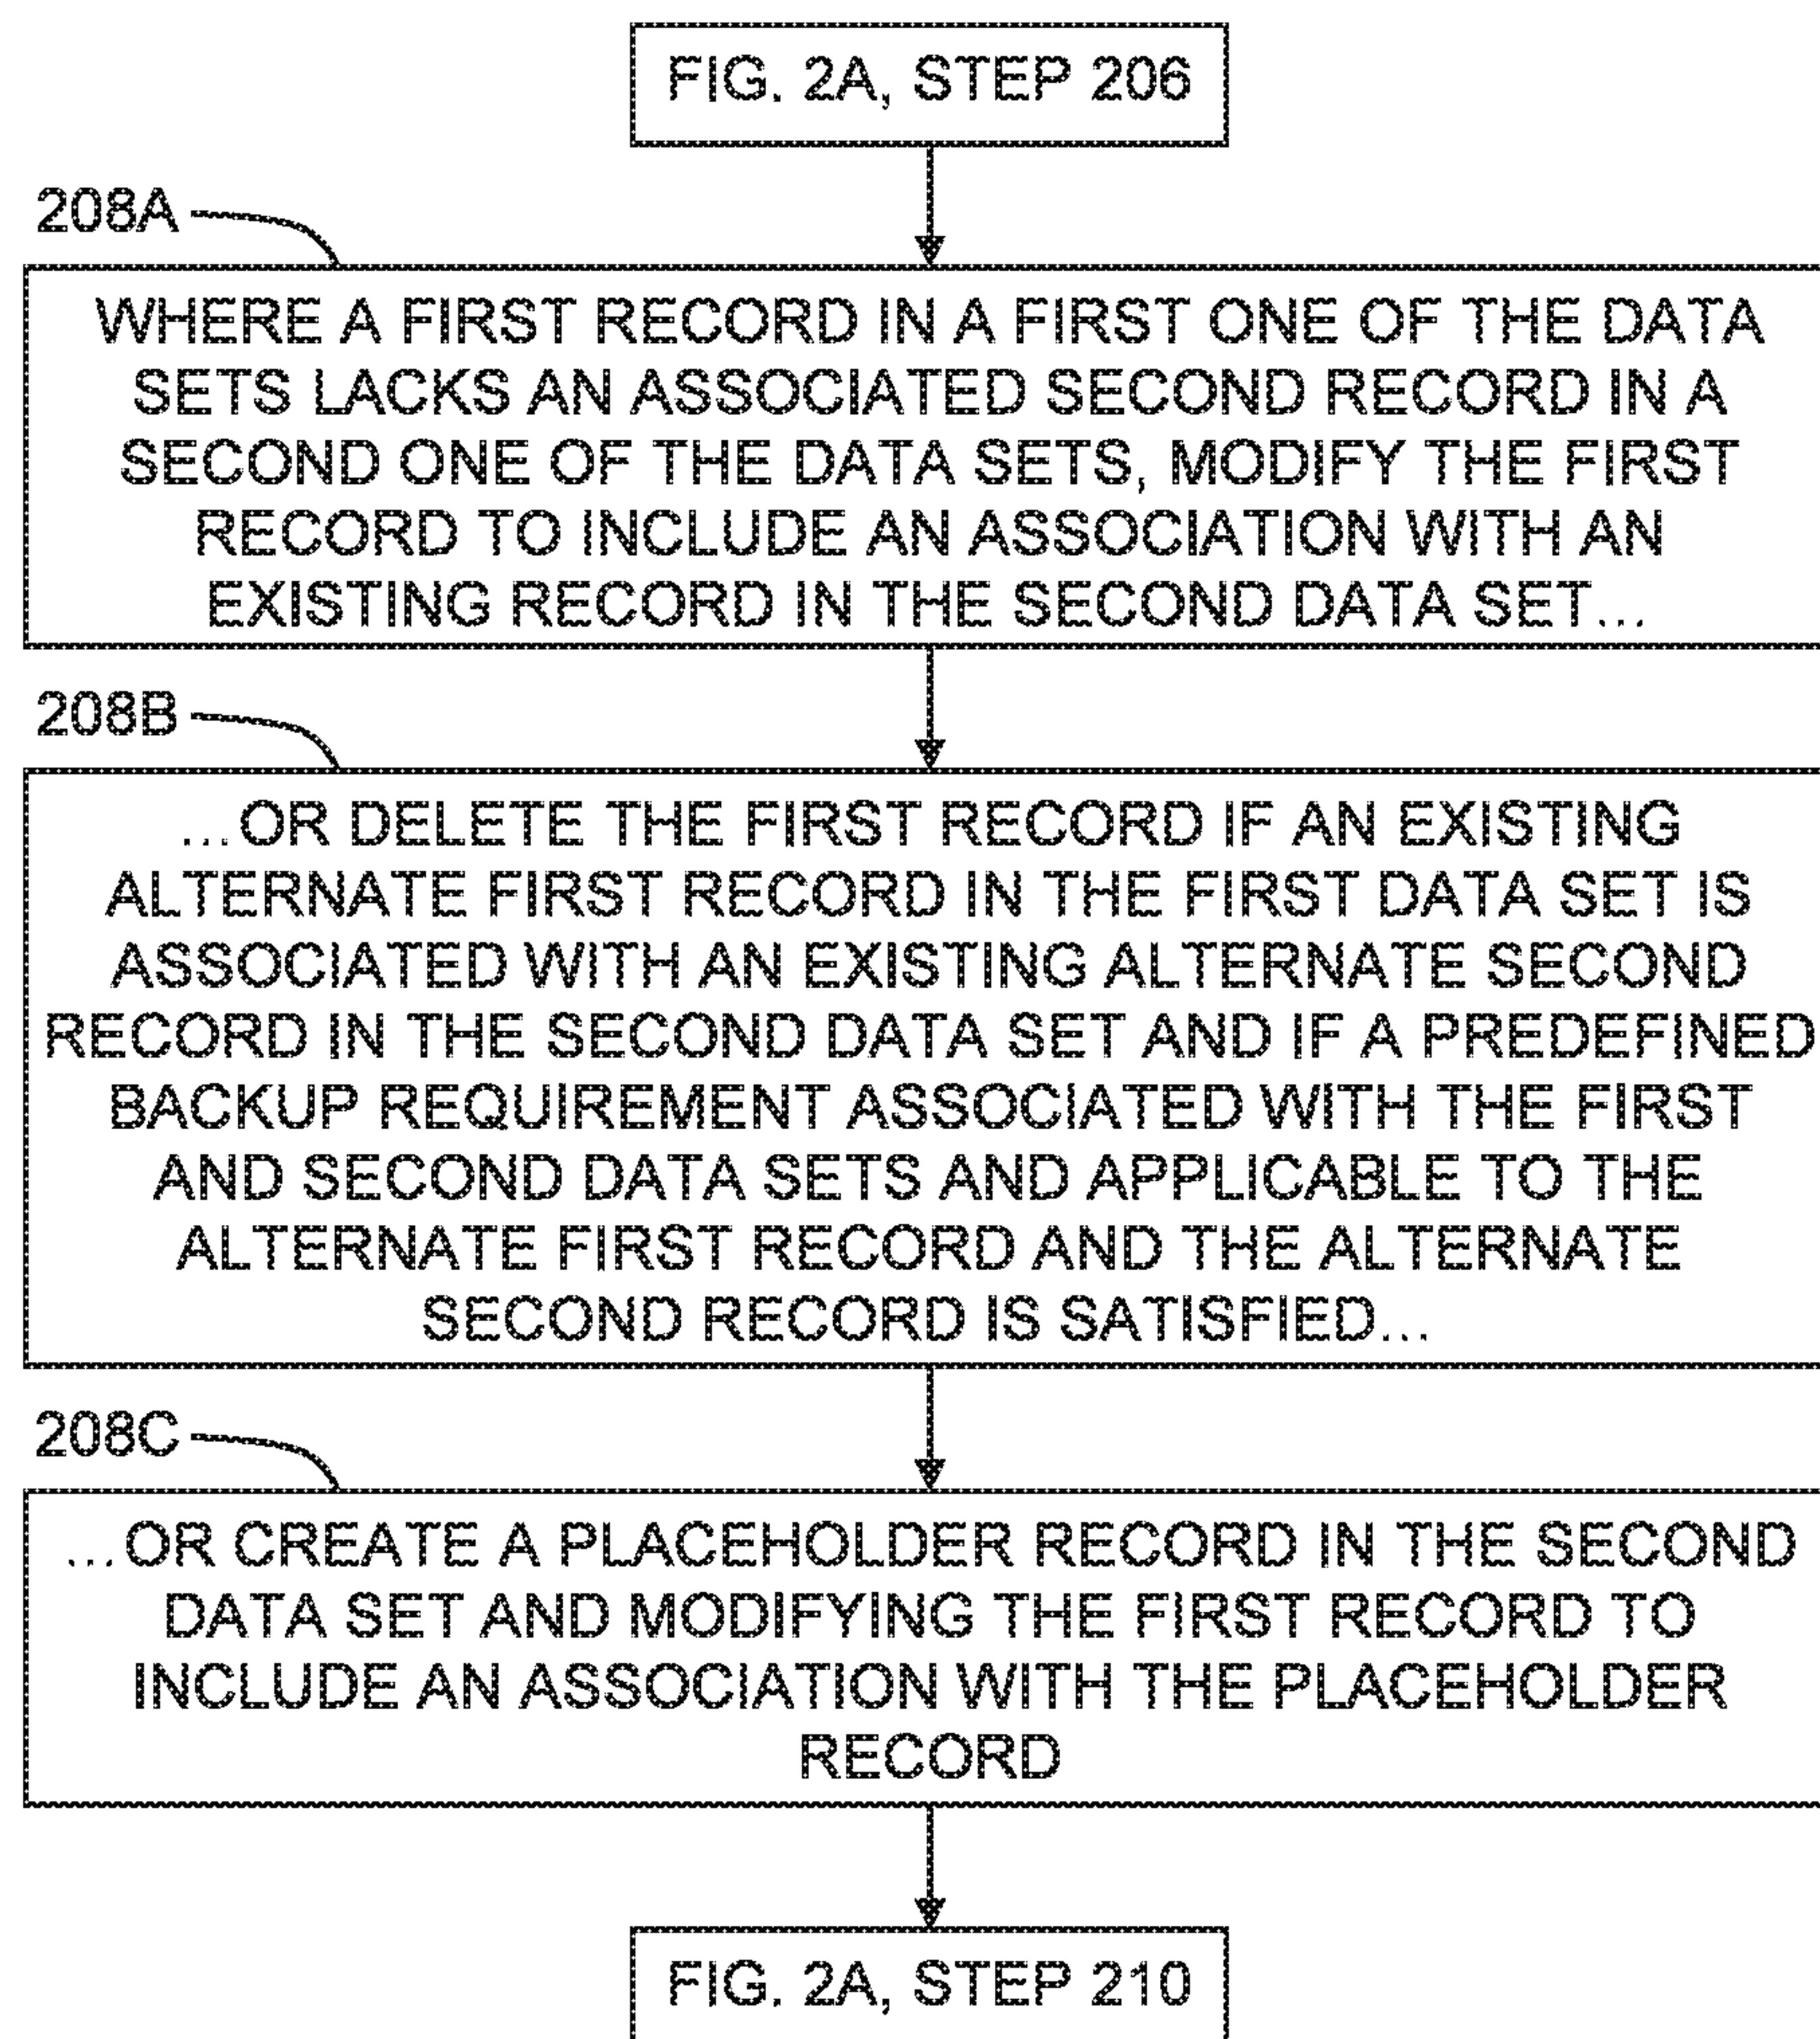 FIG. 2A, STEP 206
208A
WHERE A FIRST RECORD IN A FIRST ONE OF THE DATA
SETS LACKS AN ASSOCIATED SECOND RECORD IN A
SECOND ONE OF THE DATA SETS, MODIFY THE FIRST
RECORD TO INCLUDE AN ASSOCIATION WITH AN
EXISTING RECORD IN THE SECOND DATA SET...
208B
...OR DELETE THE FIRST RECORD IF AN EXISTING
ALTERNATE FIRST RECORD IN THE FIRST DATA SET IS
ASSOCIATED WITH AN EXISTING ALTERNATE SECOND
RECORD IN THE SECOND DATA SET AND IF A PREDEFINED
BACKUP REQUIREMENT ASSOCIATED WITH THE FIRST
AND SECOND DATA SETS AND APPLICABLE TO THE
ALTERNATE FIRST RECORD AND THE ALTERNATE
SECOND RECORD IS SATISFIED...
208C
...OR CREATE A PLACEHOLDER RECORD IN THE SECOND
DATA SET AND MODIFYING THE FIRST RECORD TO
INCLUDE AN ASSOCIATION WITH THE PLACEHOLDER
RECORD
FIG. 2A, STEP 210